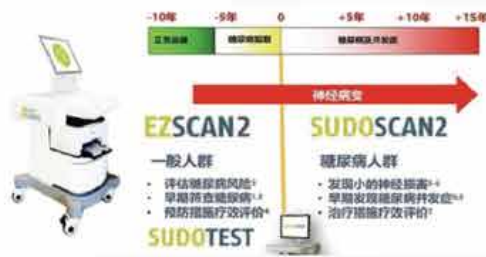 -10年 -5年 0 +5年 +10年 +15年
糖尿病前期 糖尿病及并发症
神经病变
EZSCAN2 SUDOSCAN2
一般人群 糖尿病人群
• 评估糖尿病风险 • 发现小的神经损害
• 早期筛查糖尿病 • 早期发现糖尿病并发症
• 预防措施疗效评价 • 治疗措施疗效评价
SUDOTEST